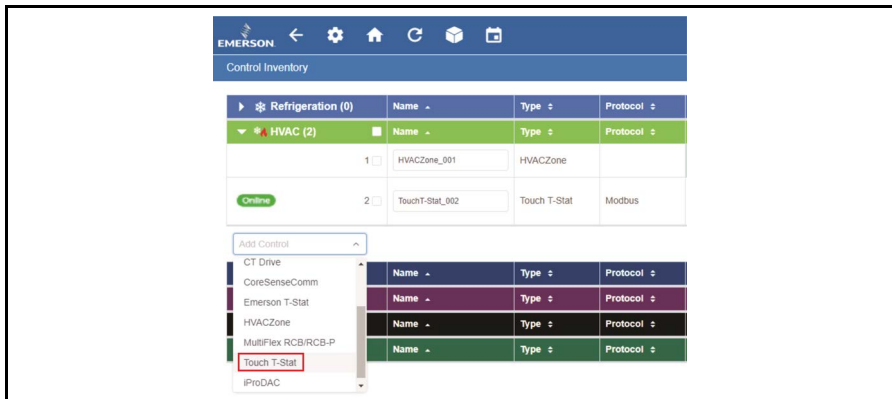 EMERSON
Control Inventory
Refrigeration (0) Name Type Protocol
HVAC (2) Name Type Protocol
1 HVACZone_001 HVACZone
Online 2 TouchT-Stat_002 Touch T-Stat Modbus
Add Control
CT Drive
Name Type Protocol
CoreSenseComm
Emerson T-Stat
Name Type Protocol
HVACZone
Name Type Protocol
MultiFlex RCB/RCB-P
Name Type Protocol
Touch T-Stat
iProDAC